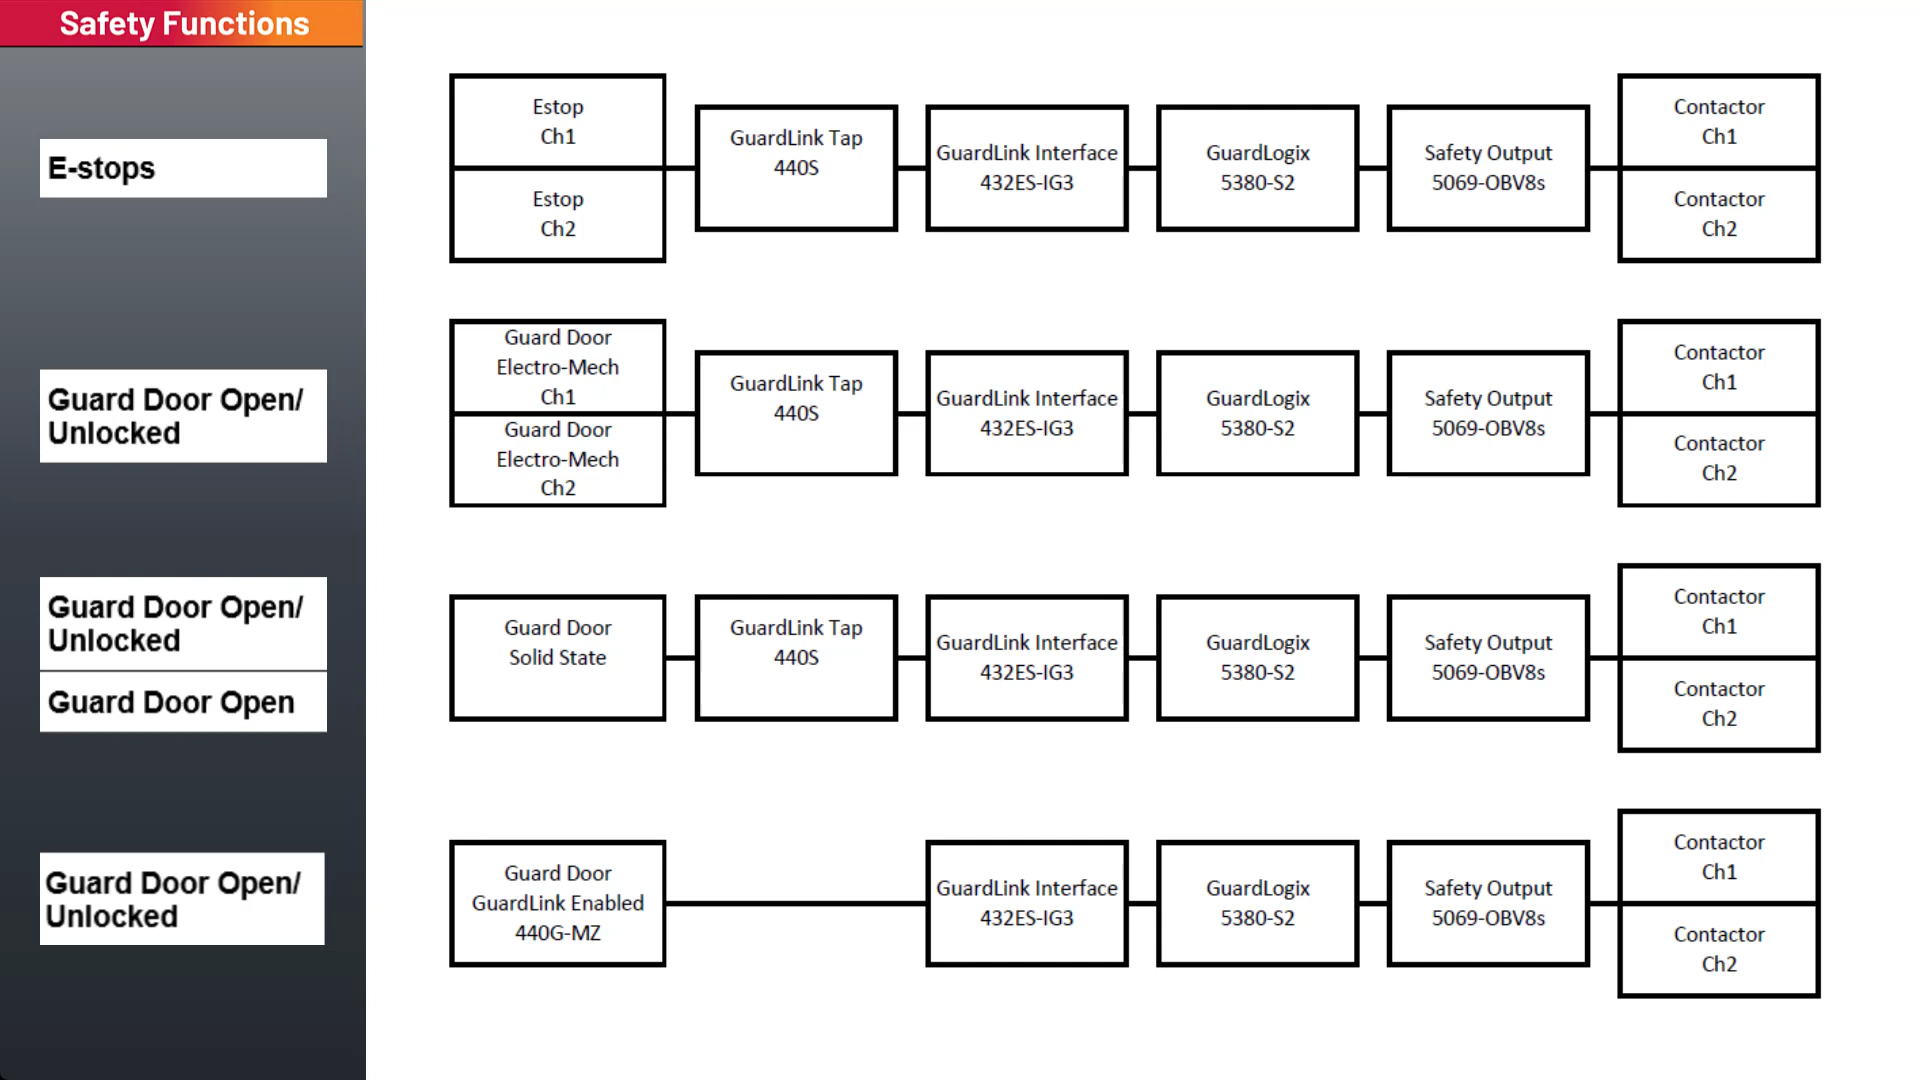 Safety Functions
E-stops
Estop
Ch1
Estop
Ch2
GuardLink Tap
440S
GuardLink Interface
432ES-IG3
GuardLogix
5380-S2
Safety Output
5069-OBV8s
Contactor
Ch1
Contactor
Ch2
Guard Door Open/
Unlocked
Guard Door
Electro-Mech
Ch1
Guard Door
Electro-Mech
Ch2
GuardLink Tap
440S
GuardLink Interface
432ES-IG3
GuardLogix
5380-S2
Safety Output
5069-OBV8s
Contactor
Ch1
Contactor
Ch2
Guard Door Open/
Unlocked
Guard Door Open
Guard Door
Solid State
GuardLink Tap
440S
GuardLink Interface
432ES-IG3
GuardLogix
5380-S2
Safety Output
5069-OBV8s
Contactor
Ch1
Contactor
Ch2
Guard Door Open/
Unlocked
Guard Door
GuardLink Enabled
440G-MZ
GuardLink Interface
432ES-IG3
GuardLogix
5380-S2
Safety Output
5069-OBV8s
Contactor
Ch1
Contactor
Ch2